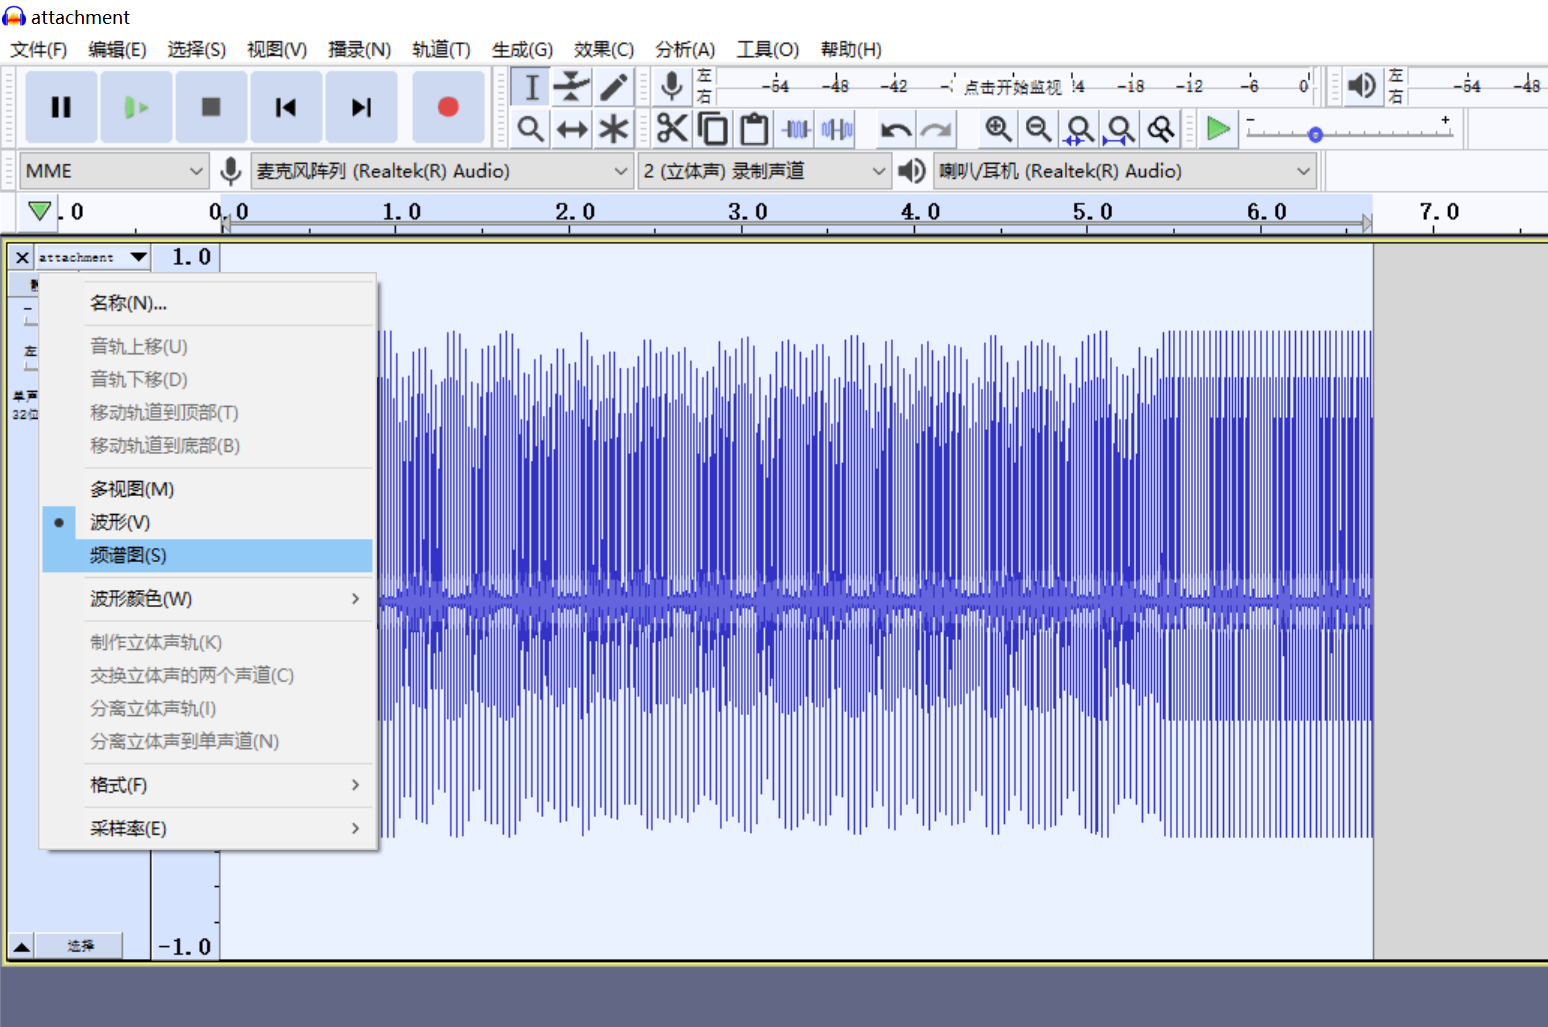 attachment
文件(F) 编辑(E) 选择(S) 视图(V) 播录(N) 轨道(T) 生成(G) 效果(C) 分析(A) 工具(O) 帮助(H)
左 -54 -48 -42 点击开始监视 -18 -12 -6 0 左 -54 -48
右 右
- +
MME 麦克风阵列 (Realtek(R) Audio) 2 (立体声) 录制声道 喇叭/耳机 (Realtek(R) Audio)
.0 0.0 1.0 2.0 3.0 4.0 5.0 6.0 7.0
attachment 1.0
名称(N)...
音轨上移(U)
左
音轨下移(D)
单声
移动轨道到顶部(T)
32位
移动轨道到底部(B)
多视图(M)
波形(V)
频谱图(S)
波形颜色(W)
制作立体声轨(K)
交换立体声的两个声道(C)
分离立体声轨(I)
分离立体声到单声道(N)
格式(F)
采样率(E)
选择 -1.0